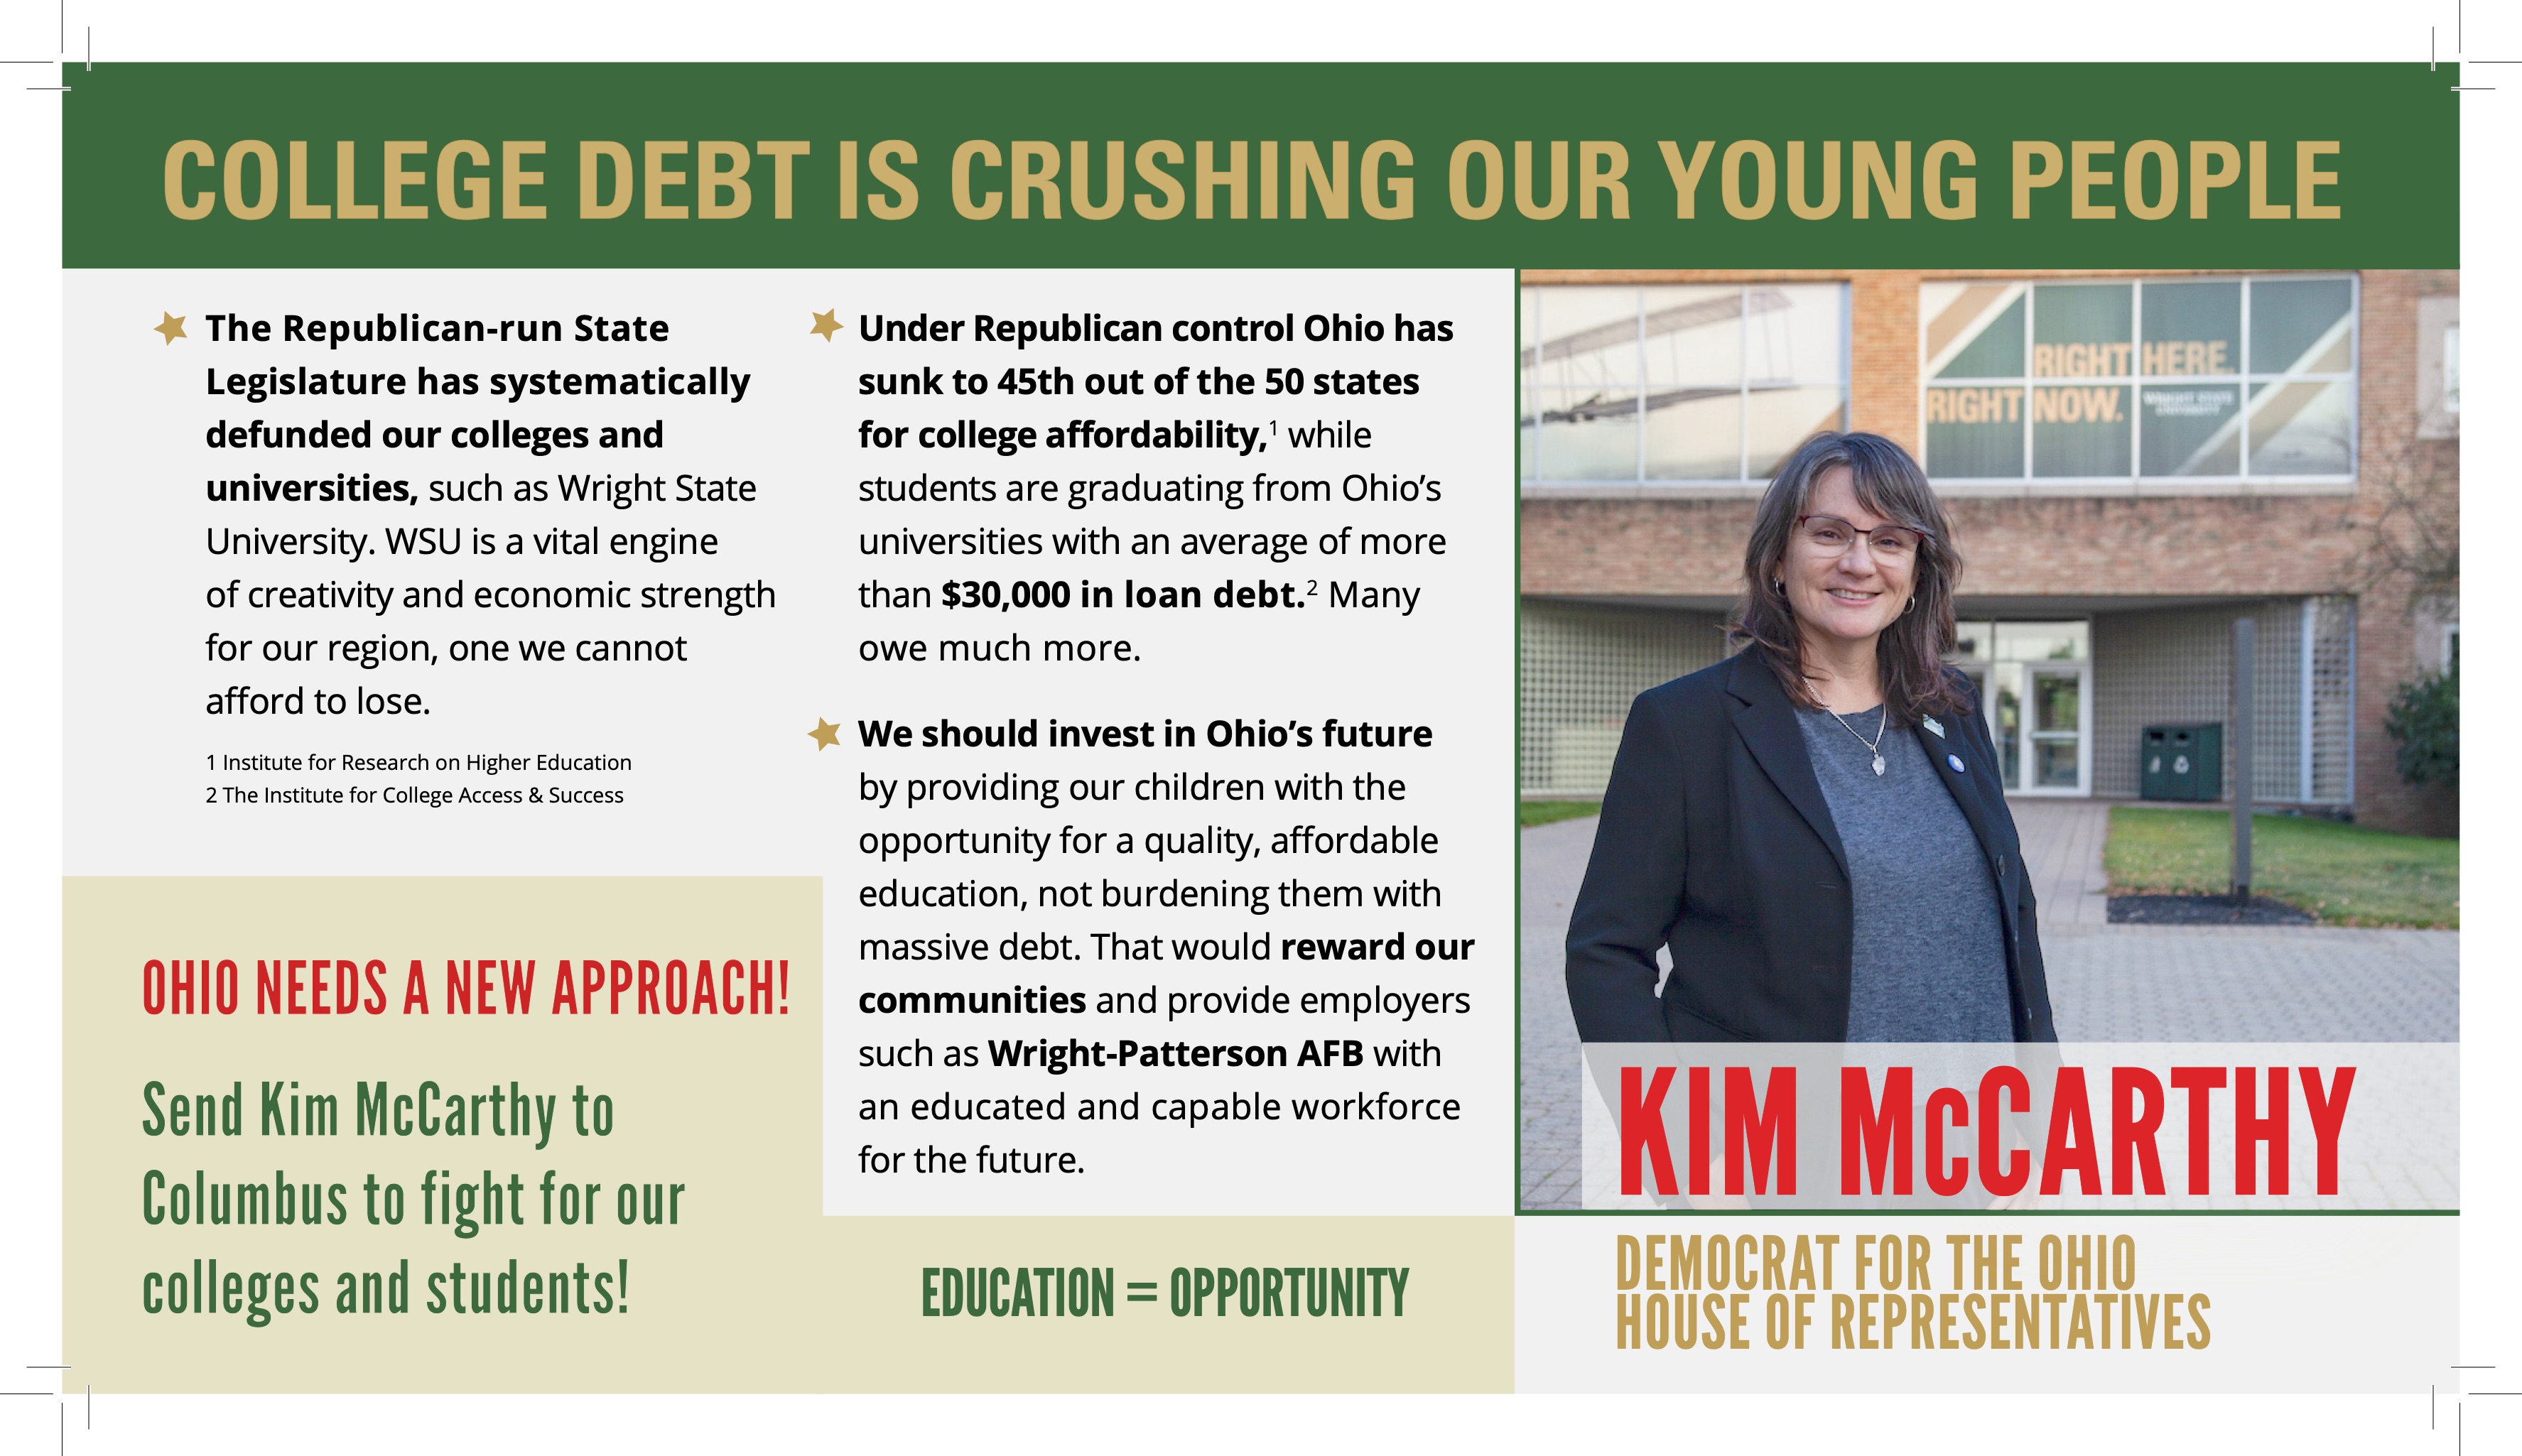 COLLEGE DEBT IS CRUSHING OUR YOUNG PEOPLE
The Republican-run State
Legislature has systematically
defunded our colleges and
universities, such as Wright State
University. WSU is a vital engine
of creativity and economic strength
for our region, one we cannot
afford to lose.
1 Institute for Research on Higher Education
2 The Institute for College Access & Success
OHIO NEEDS A NEW APPROACH!
Send Kim McCarthy to
Columbus to fight for our
colleges and students!
Under Republican control Ohio has
sunk to 45th out of the 50 states
for college affordability,¹ while
students are graduating from Ohio’s
universities with an average of more
than $30,000 in loan debt.² Many
owe much more.
We should invest in Ohio’s future
by providing our children with the
opportunity for a quality, affordable
education, not burdening them with
massive debt. That would reward our
communities and provide employers
such as Wright-Patterson AFB with
an educated and capable workforce
for the future.
EDUCATION = OPPORTUNITY
RIGHT HERE.
RIGHT NOW.
WRIGHT STATE
UNIVERSITY
KIM McCARTHY
DEMOCRAT FOR THE OHIO
HOUSE OF REPRESENTATIVES